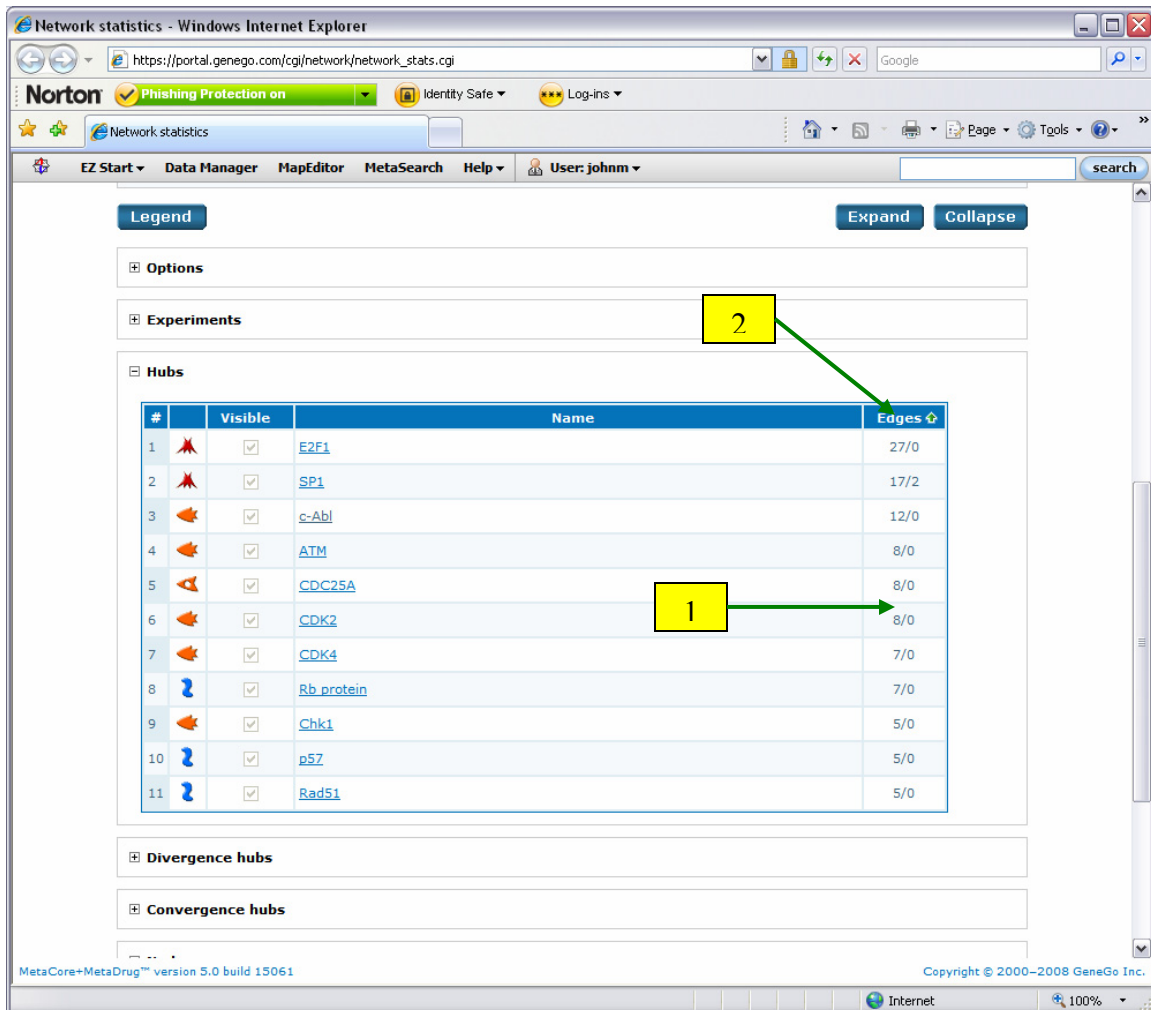 Network statistics - Windows Internet Explorer
https://portal.genego.com/cgi/network/network_stats.cgi Google
Norton Phishing Protection on Identity Safe Log-ins
Network statistics Page Tools »
EZ Start Data Manager MapEditor MetaSearch Help User: johnm search
Legend Expand Collapse
Options
Experiments
2
Hubs
# Visible Name Edges
1 E2F1 27/0
2 SP1 17/2
3 c-Abl 12/0
4 ATM 8/0
5 CDC25A 8/0
1
6 CDK2 8/0
7 CDK4 7/0
8 Rb protein 7/0
9 Chk1 5/0
10 p57 5/0
11 Rad51 5/0
Divergence hubs
Convergence hubs
MetaCore+MetaDrug™ version 5.0 build 15061 Copyright © 2000-2008 GeneGo Inc.
Internet 100%